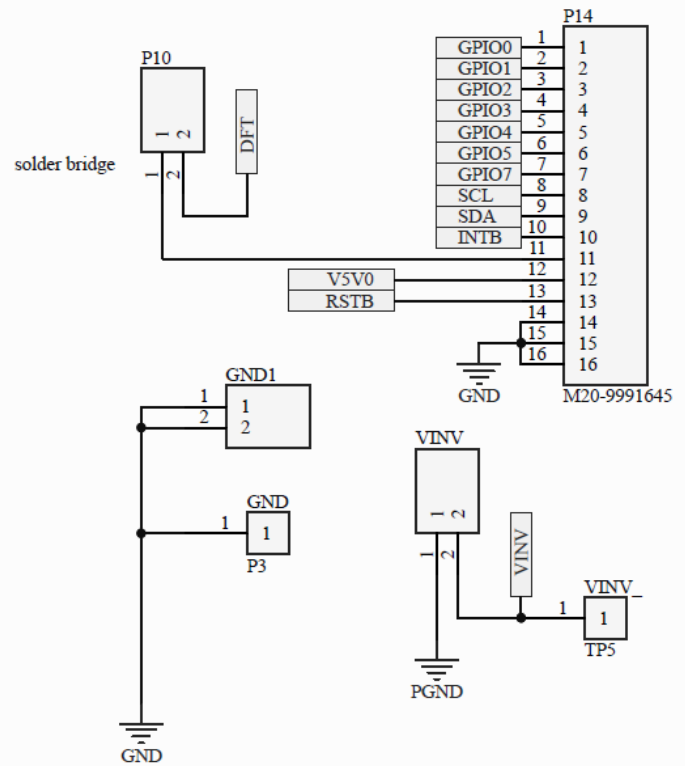 P14
GPIO0 1 1
GPIO1 2 2
GPIO2 3 3
GPIO3 4 4
GPIO4 5 5
GPIO5 6 6
GPIO7 7 7
SCL 8 8
SDA 9 9
INTB 10 10
11 11
V5V0 12 12
RSTB 13 13
14 14
15 15
16 16
GND
M20-9991645
P10
1 2
1 2
DFT
solder bridge
GND1
1 1
2 2
GND
1 1
P3
GND
VINV
1 2
1 2
VINV
PGND
VINV_
1 1
TP5